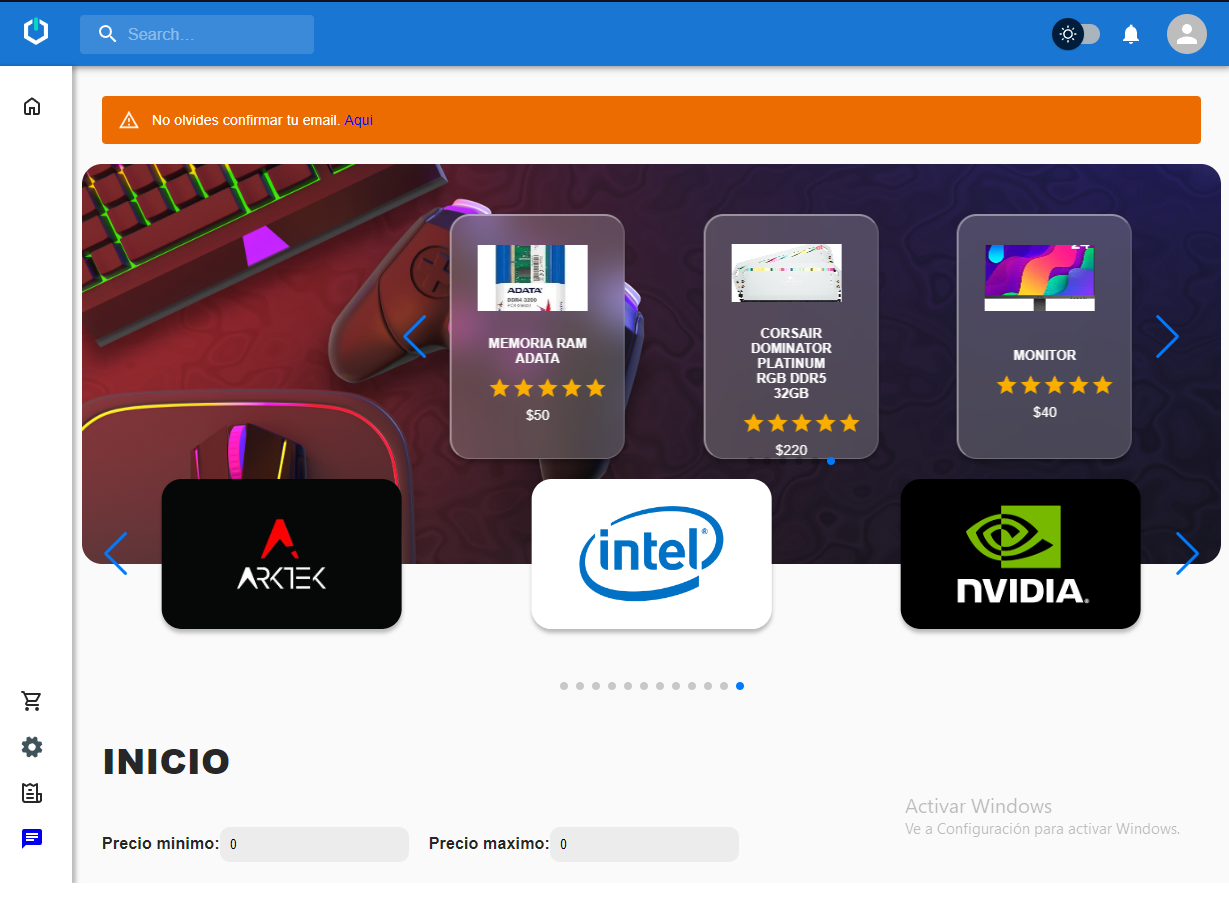 Search...
No olvides confirmar tu email. Aqui
ADATA
DDR4 3200
MEMORIA RAM
ADATA
$50
CORSAIR
DOMINATOR
PLATINUM
RGB DDR5
32GB
$220
MONITOR
$40
ARKTEK
intel®
NVIDIA®
INICIO
Precio minimo: 0
Precio maximo: 0
Activar Windows
Ve a Configuración para activar Windows.